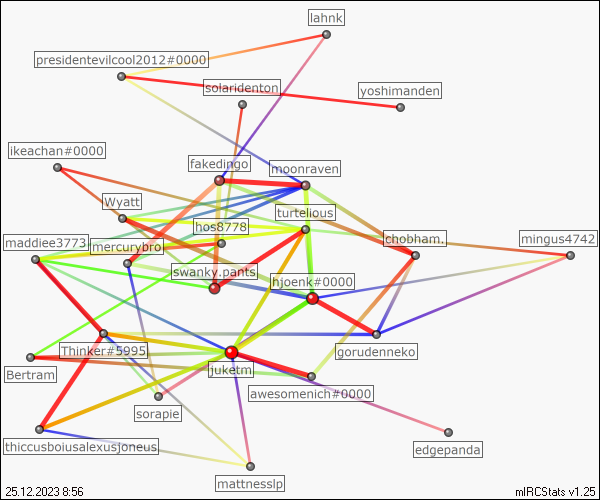 lahnk
presidentevilcool2012#0000
solaridenton
yoshimanden
ikeachan#0000
fakedingo
moonraven
Wyatt
turtelious
hos8778
maddiee3773
mercurybro
chobham.
mingus4742
swanky.pants
hjoenk#0000
Thinker#5995
gorudenneko
Bertram
juketm
awesomenich#0000
sorapie
thiccusboiusalexusjoneus
edgepanda
mattnesslp
25.12.2023 8:56
mIRCStats v1.25